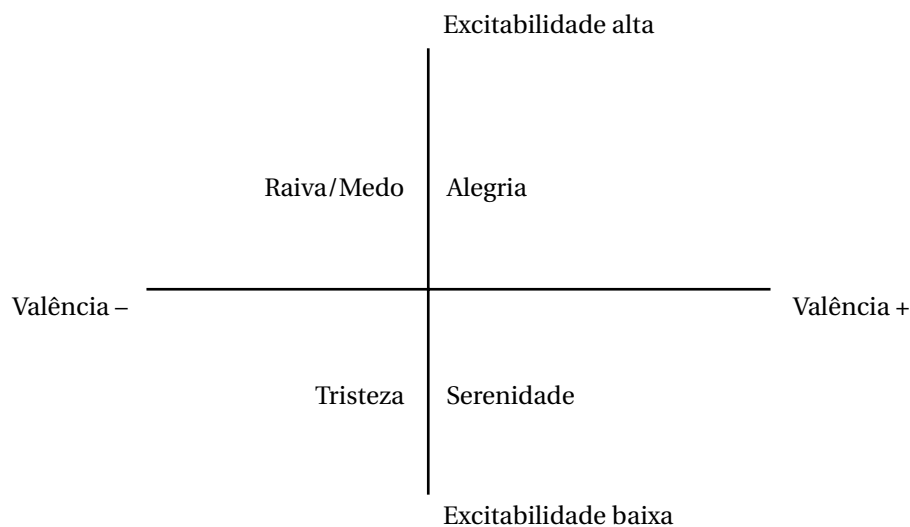 Excitabilidade alta
Raiva/Medo
Alegria
Valência –
Valência +
Tristeza
Serenidade
Excitabilidade baixa